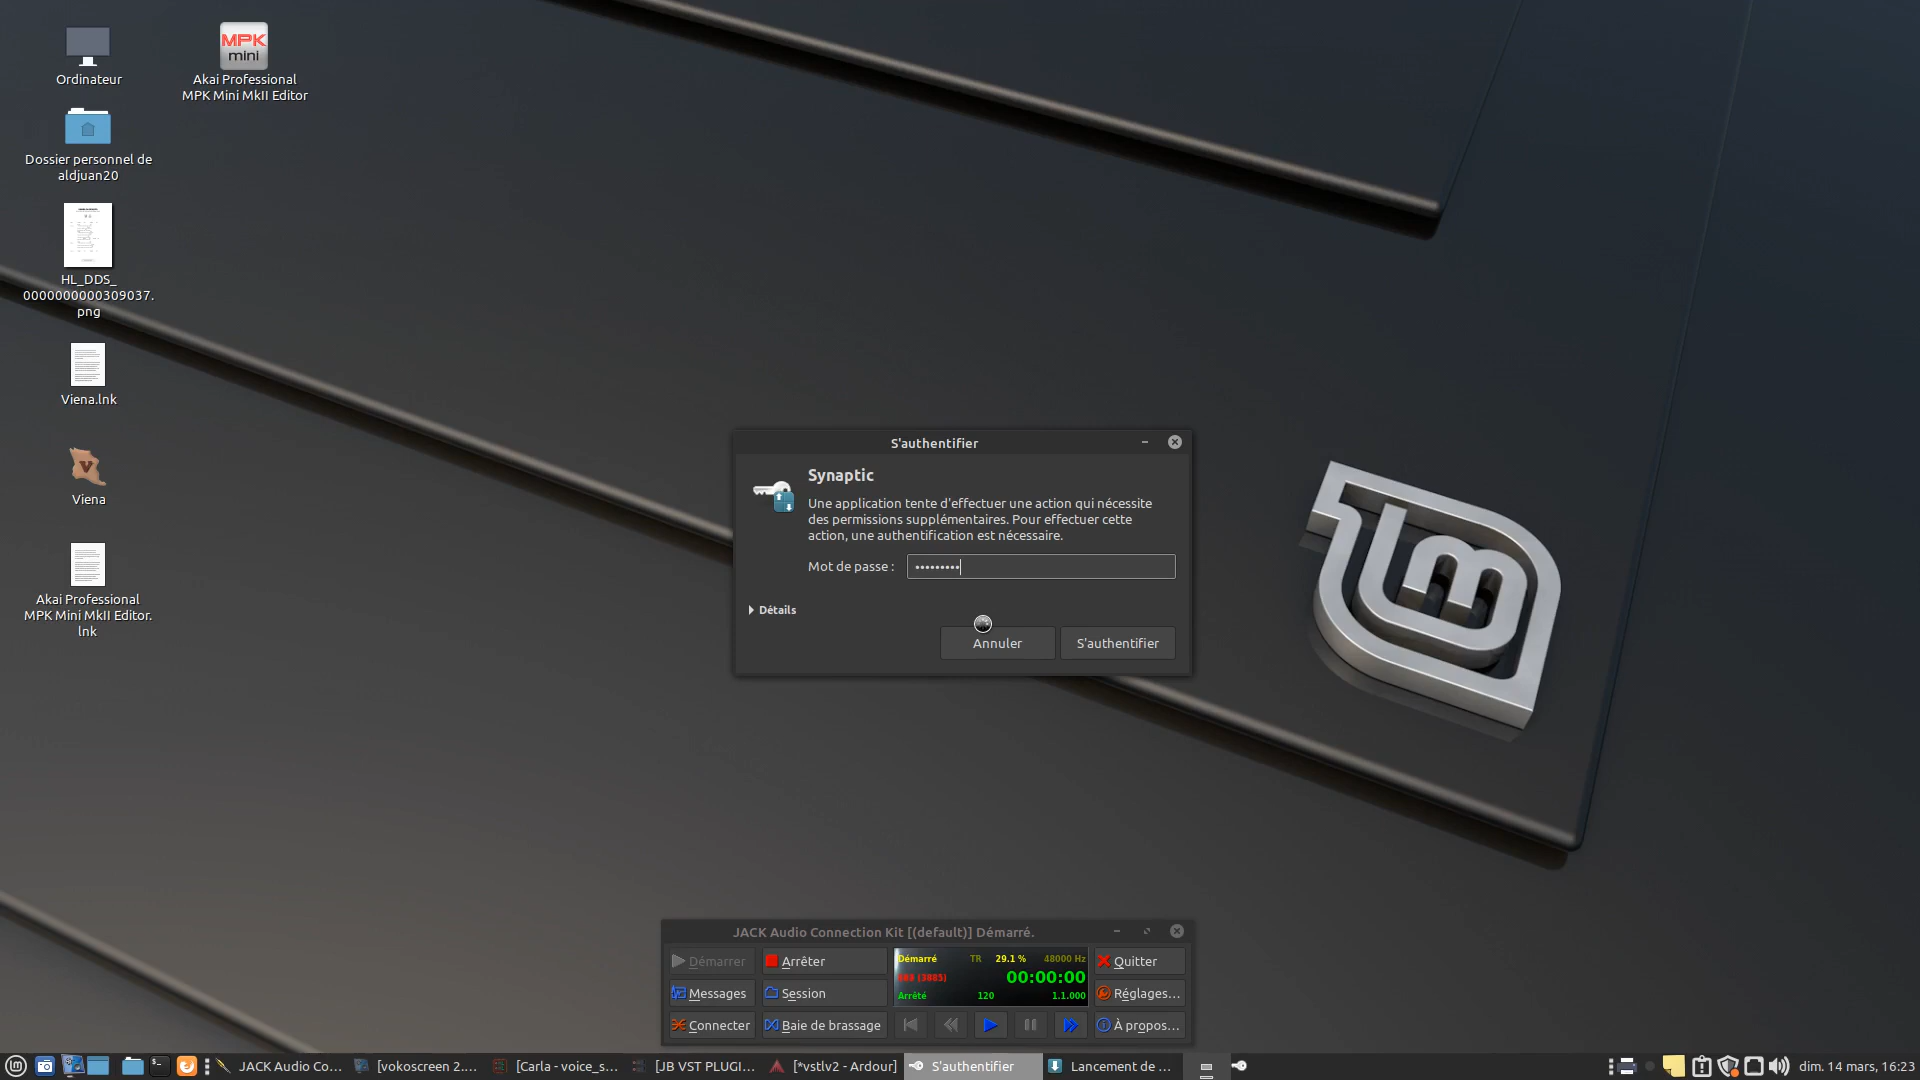 Ordinateur
MPK
mini
Akai Professional
MPK Mini MkII Editor
Dossier personnel de
aldjuan20
HL_DDS_
0000000000309037.
png
Viena.lnk
V
Viena
Akai Professional
MPK Mini MkII Editor.
lnk
S'authentifier
Synaptic
Une application tente d'effectuer une action qui nécessite
des permissions supplémentaires. Pour effectuer cette
action, une authentification est nécessaire.
Mot de passe : •••••••••
Détails
Annuler S'authentifier
JACK Audio Connection Kit [(default)] Démarré.
Démarrer Arrêter Démarré TR 29.1 % 48000 Hz Quitter
(3885) 00:00:00
Messages Session Arrêté 120 1.1.000 Réglages...
Connecter Baie de brassage À propos...
JACK Audio Co... [vokoscreen 2.... [Carla - voice_s... [JB VST PLUGI... [*vstlv2 - Ardour] S'authentifier Lancement de ... dim. 14 mars, 16:23